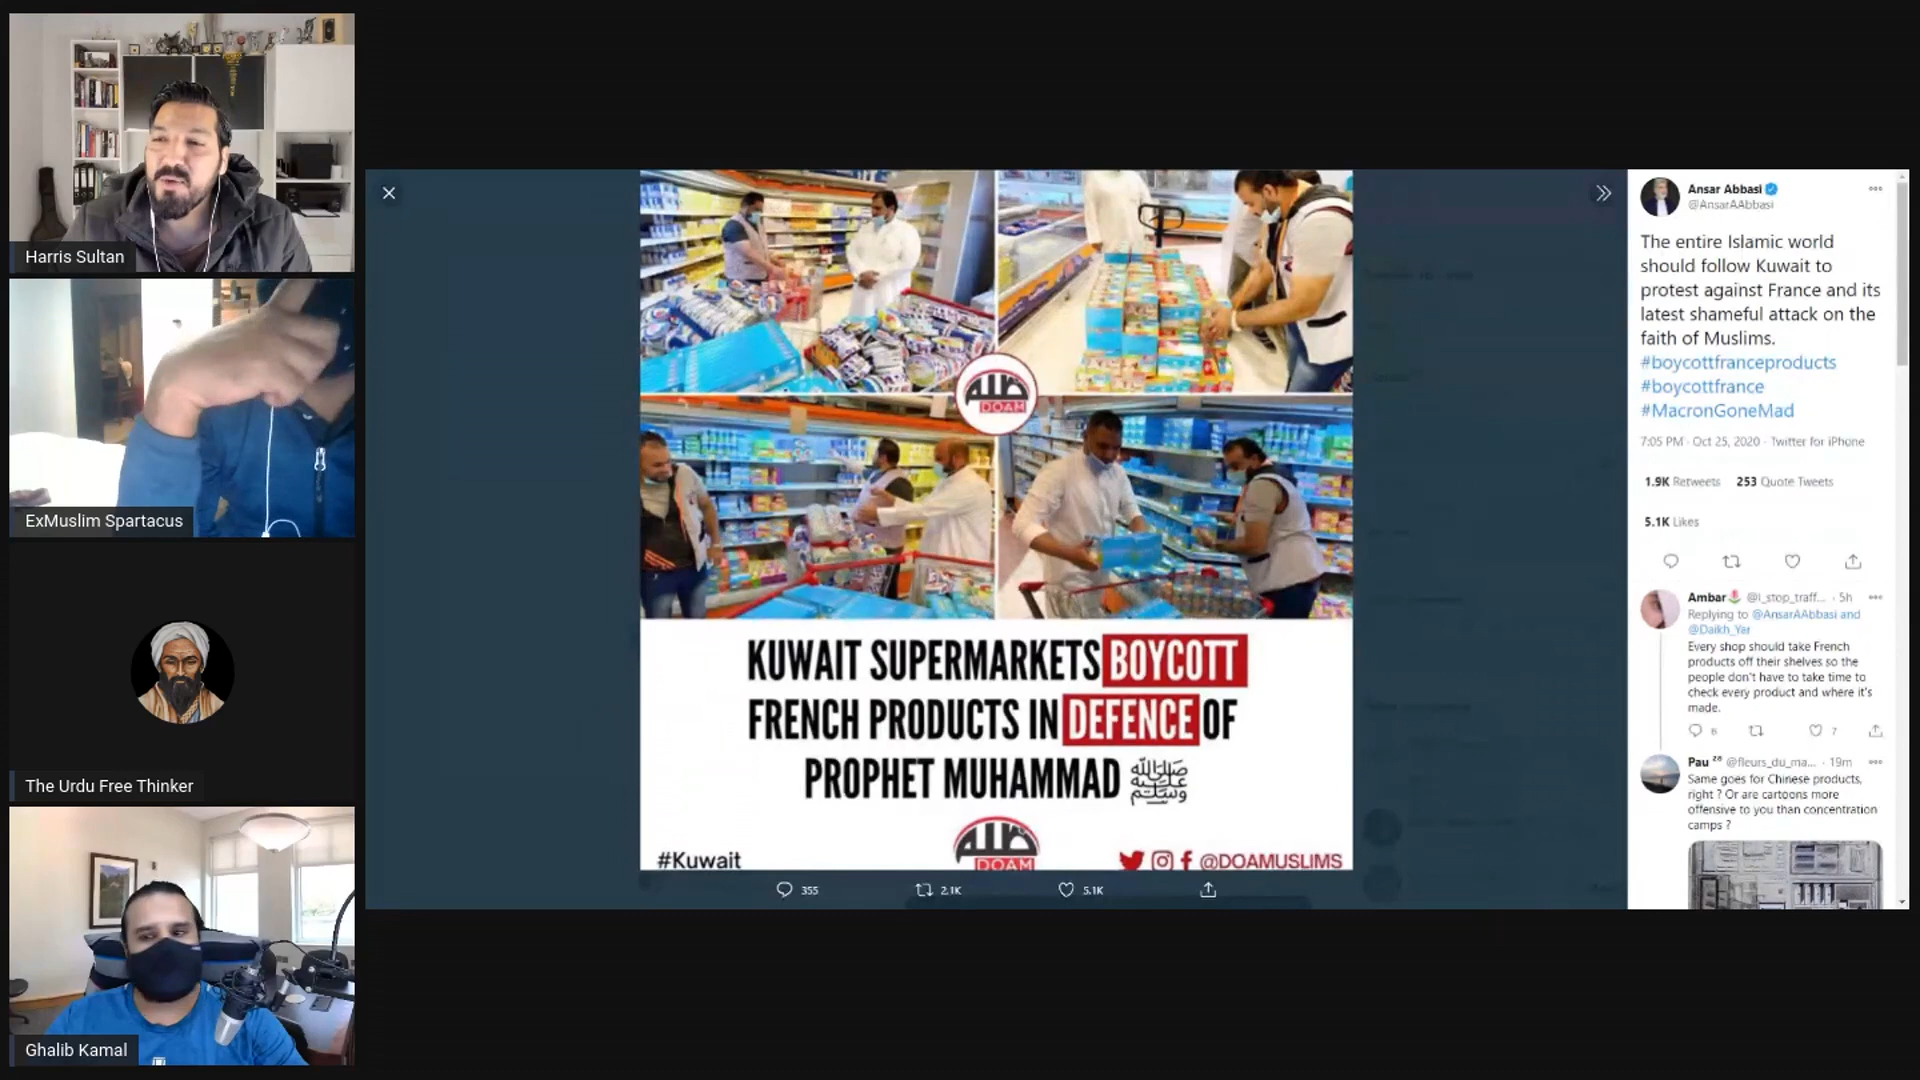 Harris Sultan
ExMuslim Spartacus
The Urdu Free Thinker
Ghalib Kamal
DOAM
KUWAIT SUPERMARKETS BOYCOTT
FRENCH PRODUCTS IN DEFENCE OF
PROPHET MUHAMMAD ﷺ
#Kuwait
DOAM
@DOAMUSLIMS
355
2.1K
5.1K
Ansar Abbasi
@AnsarAAbbasi
The entire Islamic world
should follow Kuwait to
protest against France and its
latest shameful attack on the
faith of Muslims.
#boycottfranceproducts
#boycottfrance
#MacronGoneMad
7:05 PM · Oct 25, 2020 · Twitter for iPhone
1.9K Retweets 253 Quote Tweets
5.1K Likes
Ambar @I_stop_traff... · 5h
Replying to @AnsarAAbbasi and
@Daikh_Yar
Every shop should take French
products off their shelves so the
people don't have to take time to
check every product and where it's
made.
6 7
Pau @fleurs_du_ma... · 19m
Same goes for Chinese products,
right ? Or are cartoons more
offensive to you than concentration
camps ?